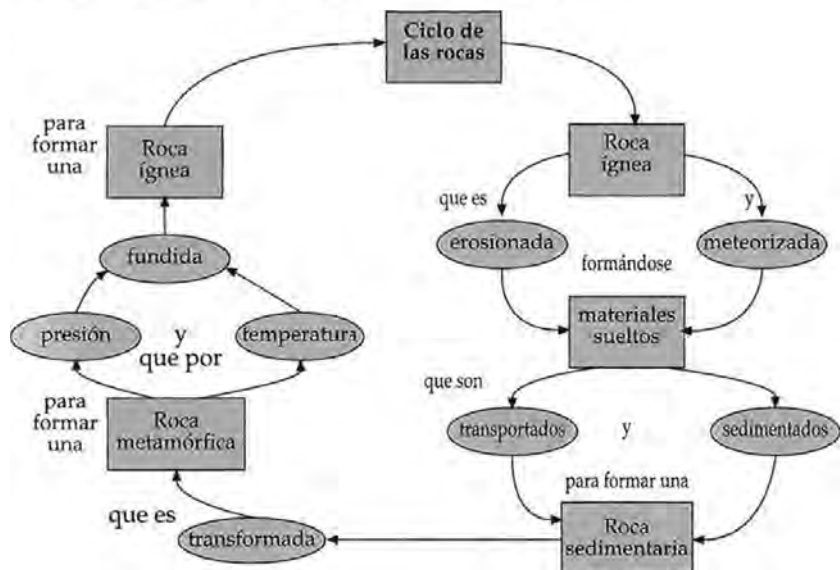 Ciclo de
las rocas
Roca
ígnea
que es
y
erosionada
meteorizada
formándose
materiales
sueltos
que son
transportados
y
sedimentados
para formar una
Roca
sedimentaria
transformada
que es
Roca
metamórfica
para
formar
una
presión
y
que por
temperatura
fundida
Roca
ígnea
para
formar
una